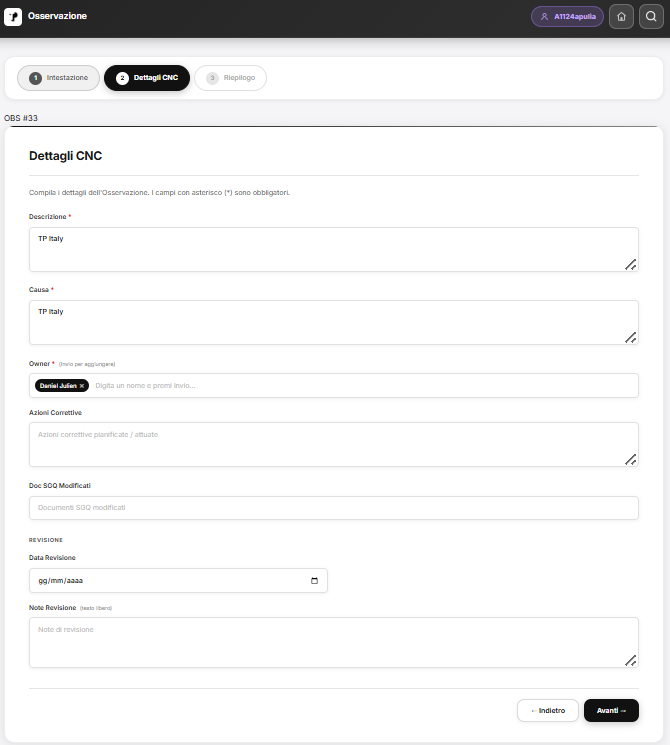 Osservazione
A1124apulia
1 Intestazione
2 Dettagli CNC
3 Riepilogo
OBS #33
Dettagli CNC
Compila i dettagli dell'Osservazione. I campi con asterisco (*) sono obbligatori.
Descrizione *
TP Italy
Causa *
TP Italy
Owner * (Invio per aggiungere)
Daniel Julien × Digita un nome e premi Invio...
Azioni Correttive
Azioni correttive pianificate / attuate
Doc SGQ Modificati
Documenti SGQ modificati
REVISIONE
Data Revisione
gg/mm/aaaa
Note Revisione (testo libero)
Note di revisione
← Indietro
Avanti →